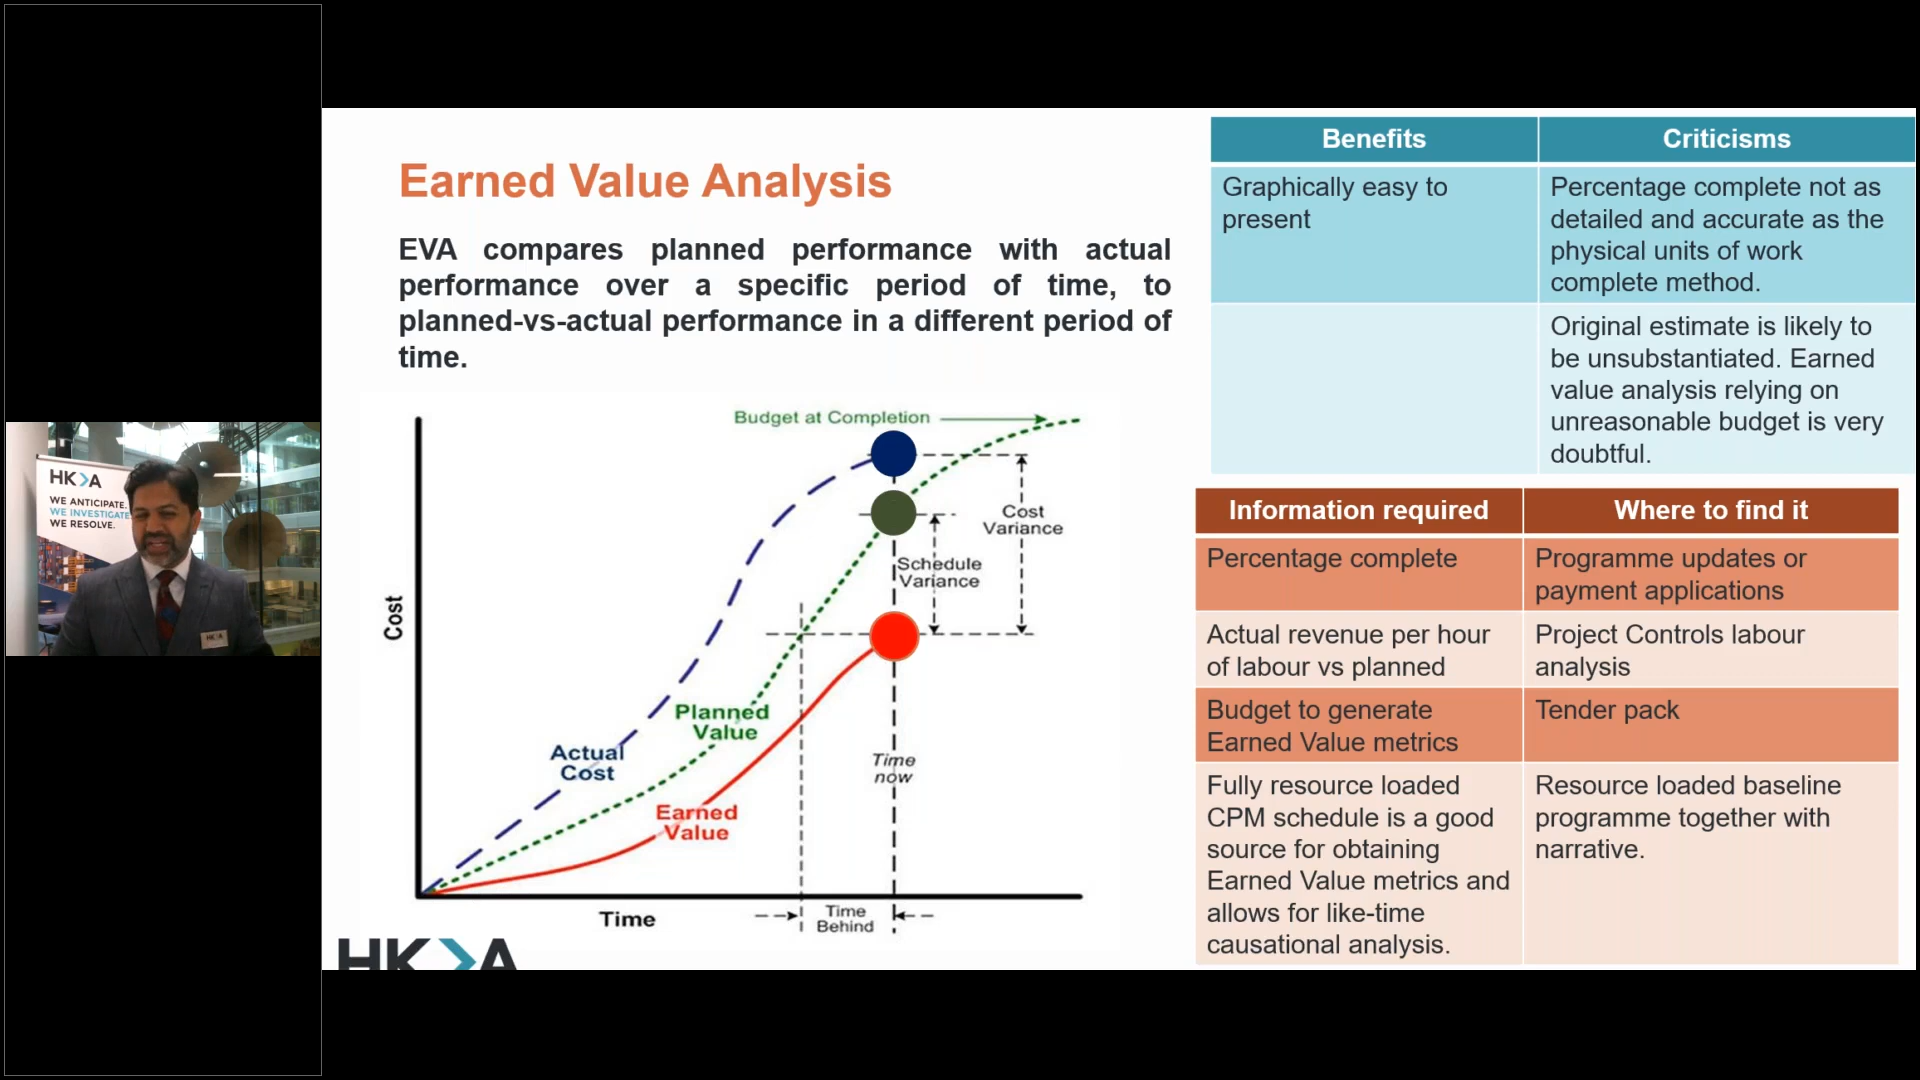 HK>A
WE ANTICIPATE.
WE INVESTIGATE
WE RESOLVE.
HK>A
Earned Value Analysis
EVA compares planned performance with actual
performance over a specific period of time, to
planned-vs-actual performance in a different period of
time.
Budget at Completion
Cost
Variance
Schedule
Variance
Cost
Planned
Value
Actual
Cost
Time
now
Earned
Value
Time
Time
Behind
HK>A
Benefits
Criticisms
Graphically easy to
present
Percentage complete not as
detailed and accurate as the
physical units of work
complete method.
Original estimate is likely to
be unsubstantiated. Earned
value analysis relying on
unreasonable budget is very
doubtful.
Information required
Where to find it
Percentage complete
Programme updates or
payment applications
Actual revenue per hour
of labour vs planned
Project Controls labour
analysis
Budget to generate
Earned Value metrics
Tender pack
Fully resource loaded
CPM schedule is a good
source for obtaining
Earned Value metrics and
allows for like-time
causational analysis.
Resource loaded baseline
programme together with
narrative.